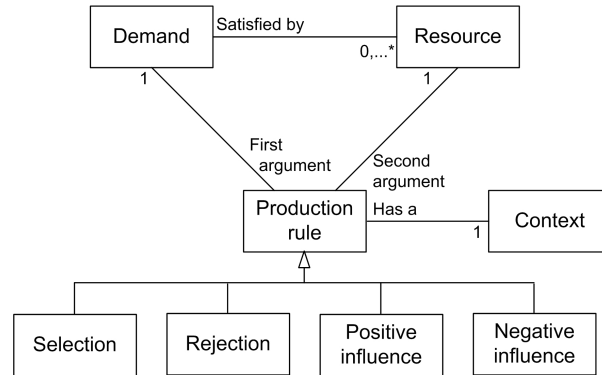 Demand
Satisfied by
0,...*
Resource
1
1
First
argument
Second
argument
Production
rule
Has a
1
Context
Selection
Rejection
Positive
influence
Negative
influence